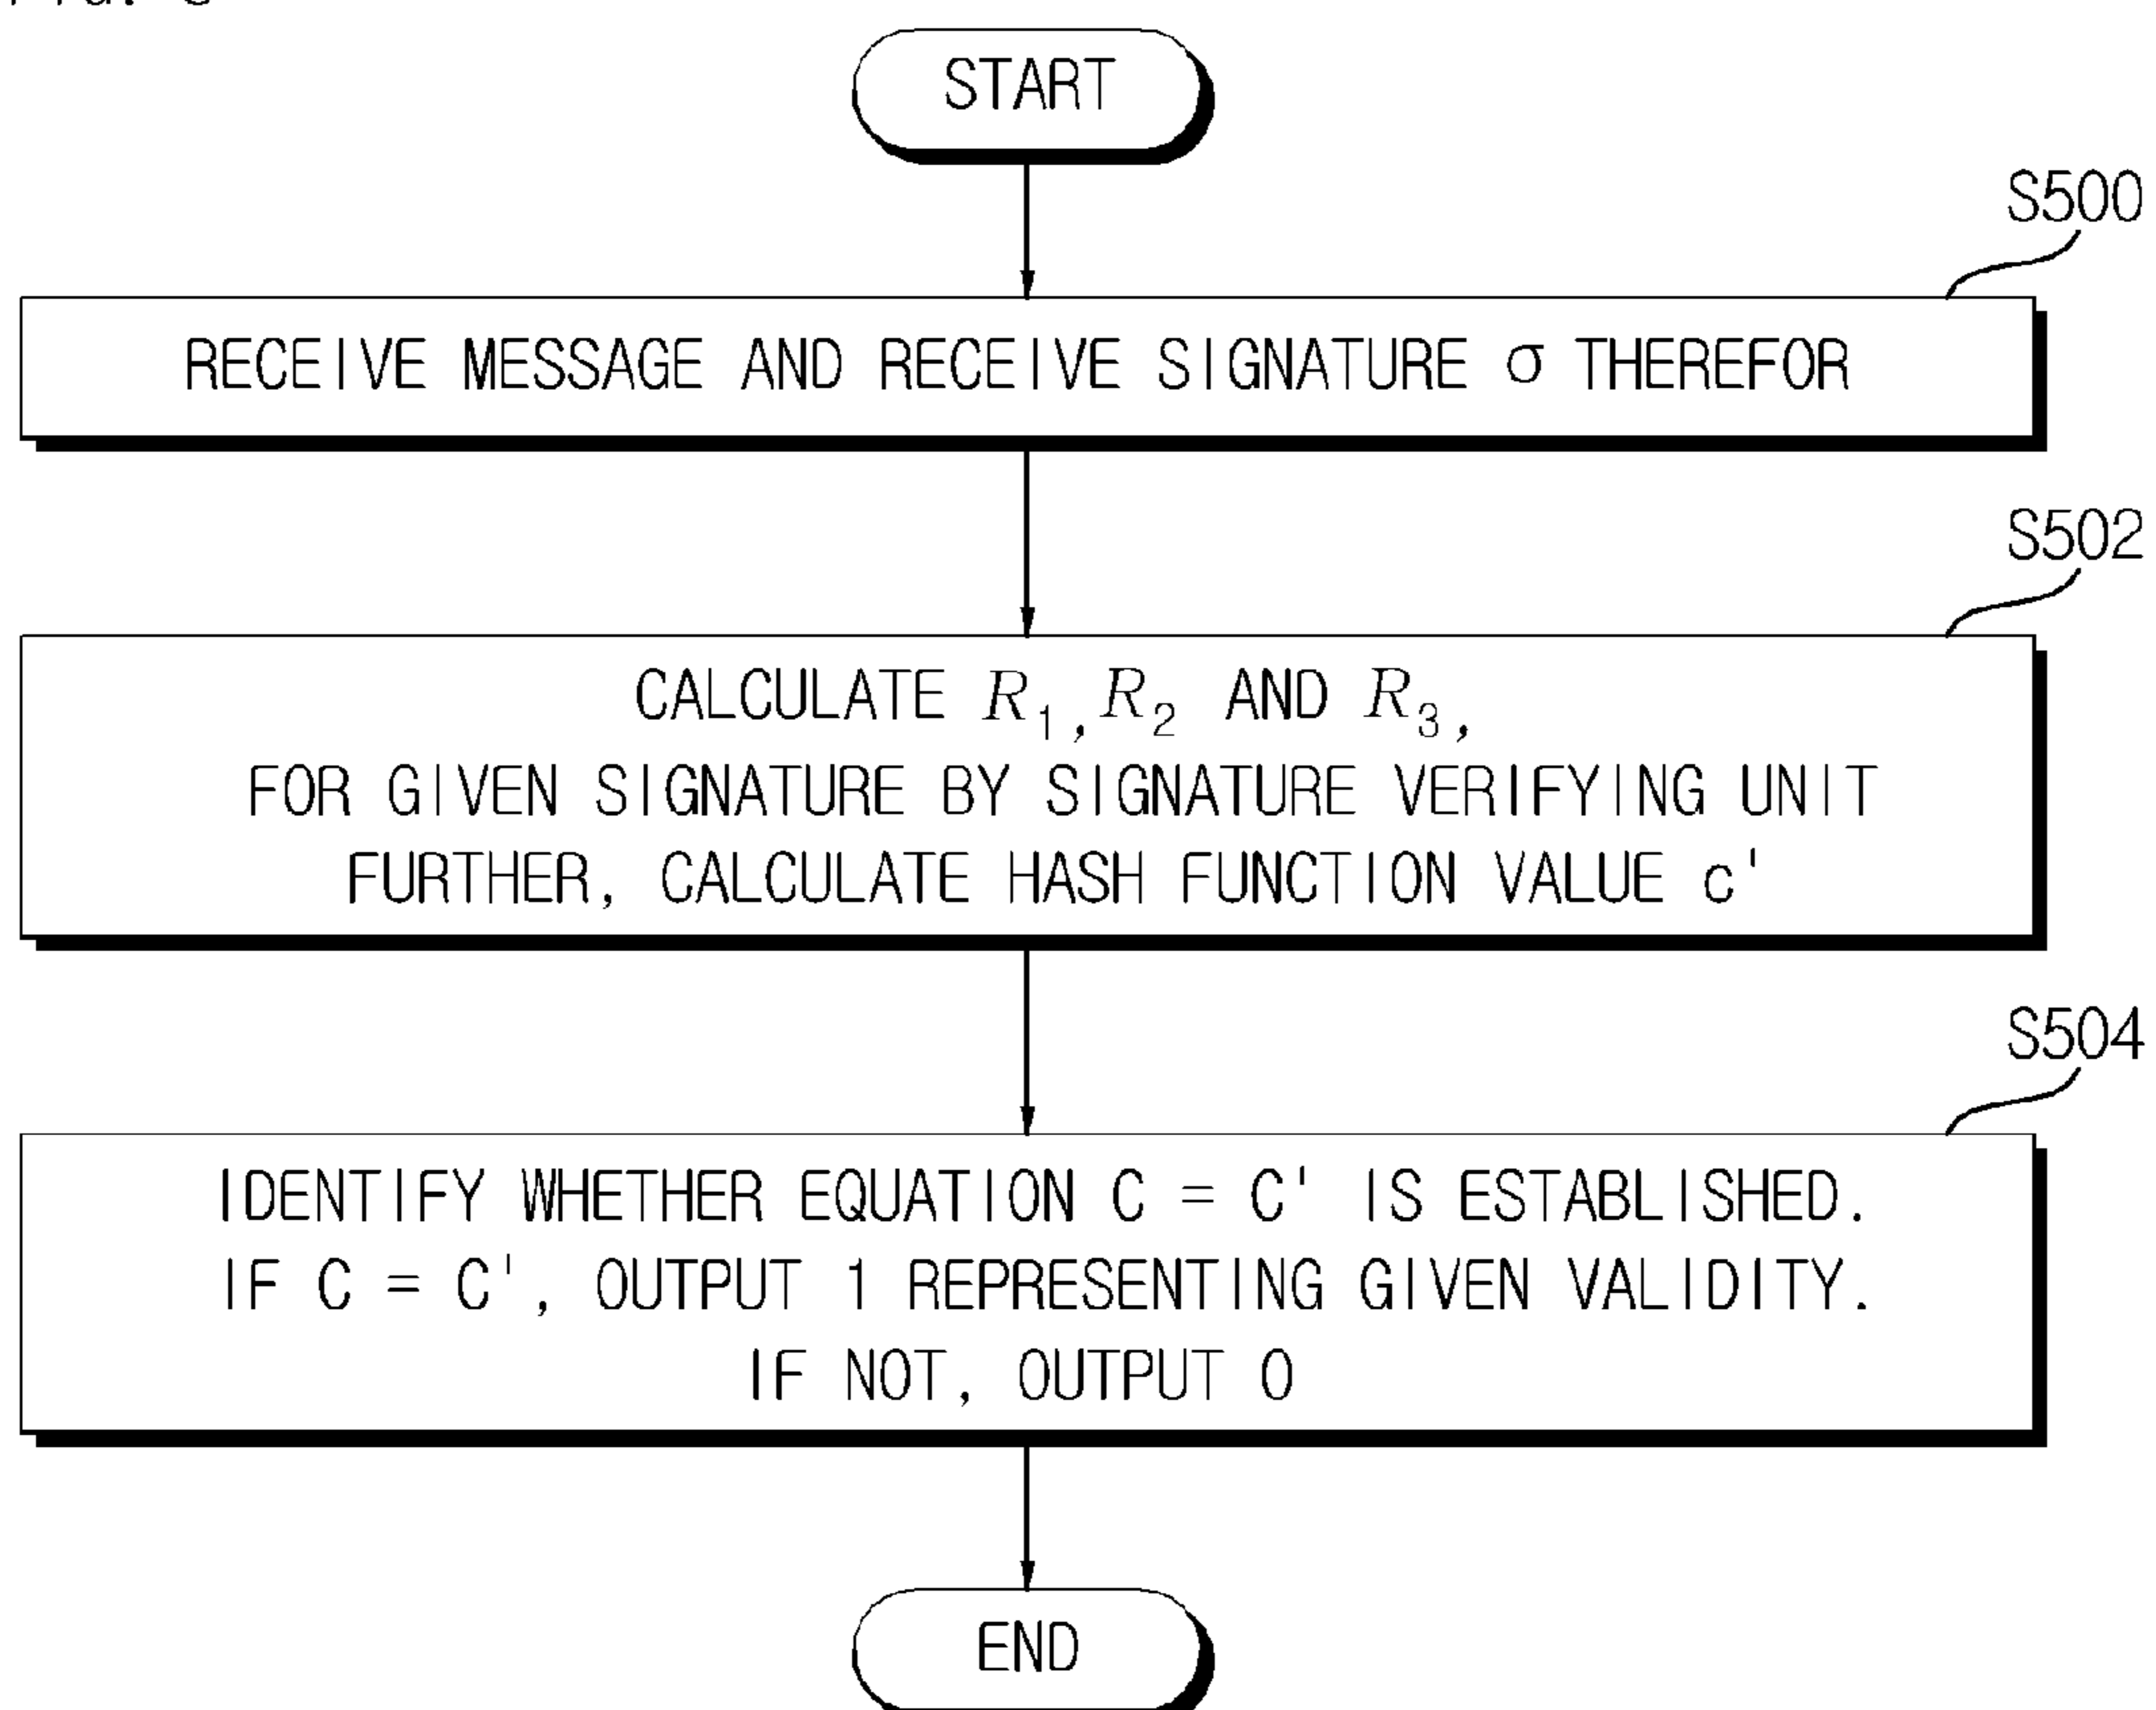 START
S500
RECEIVE MESSAGE AND RECEIVE SIGNATURE σ THEREFOR
S502
CALCULATE R₁, R₂ AND R₃,
FOR GIVEN SIGNATURE BY SIGNATURE VERIFYING UNIT
FURTHER, CALCULATE HASH FUNCTION VALUE c'
S504
IDENTIFY WHETHER EQUATION C = C' IS ESTABLISHED.
IF C = C', OUTPUT 1 REPRESENTING GIVEN VALIDITY.
IF NOT, OUTPUT 0
END